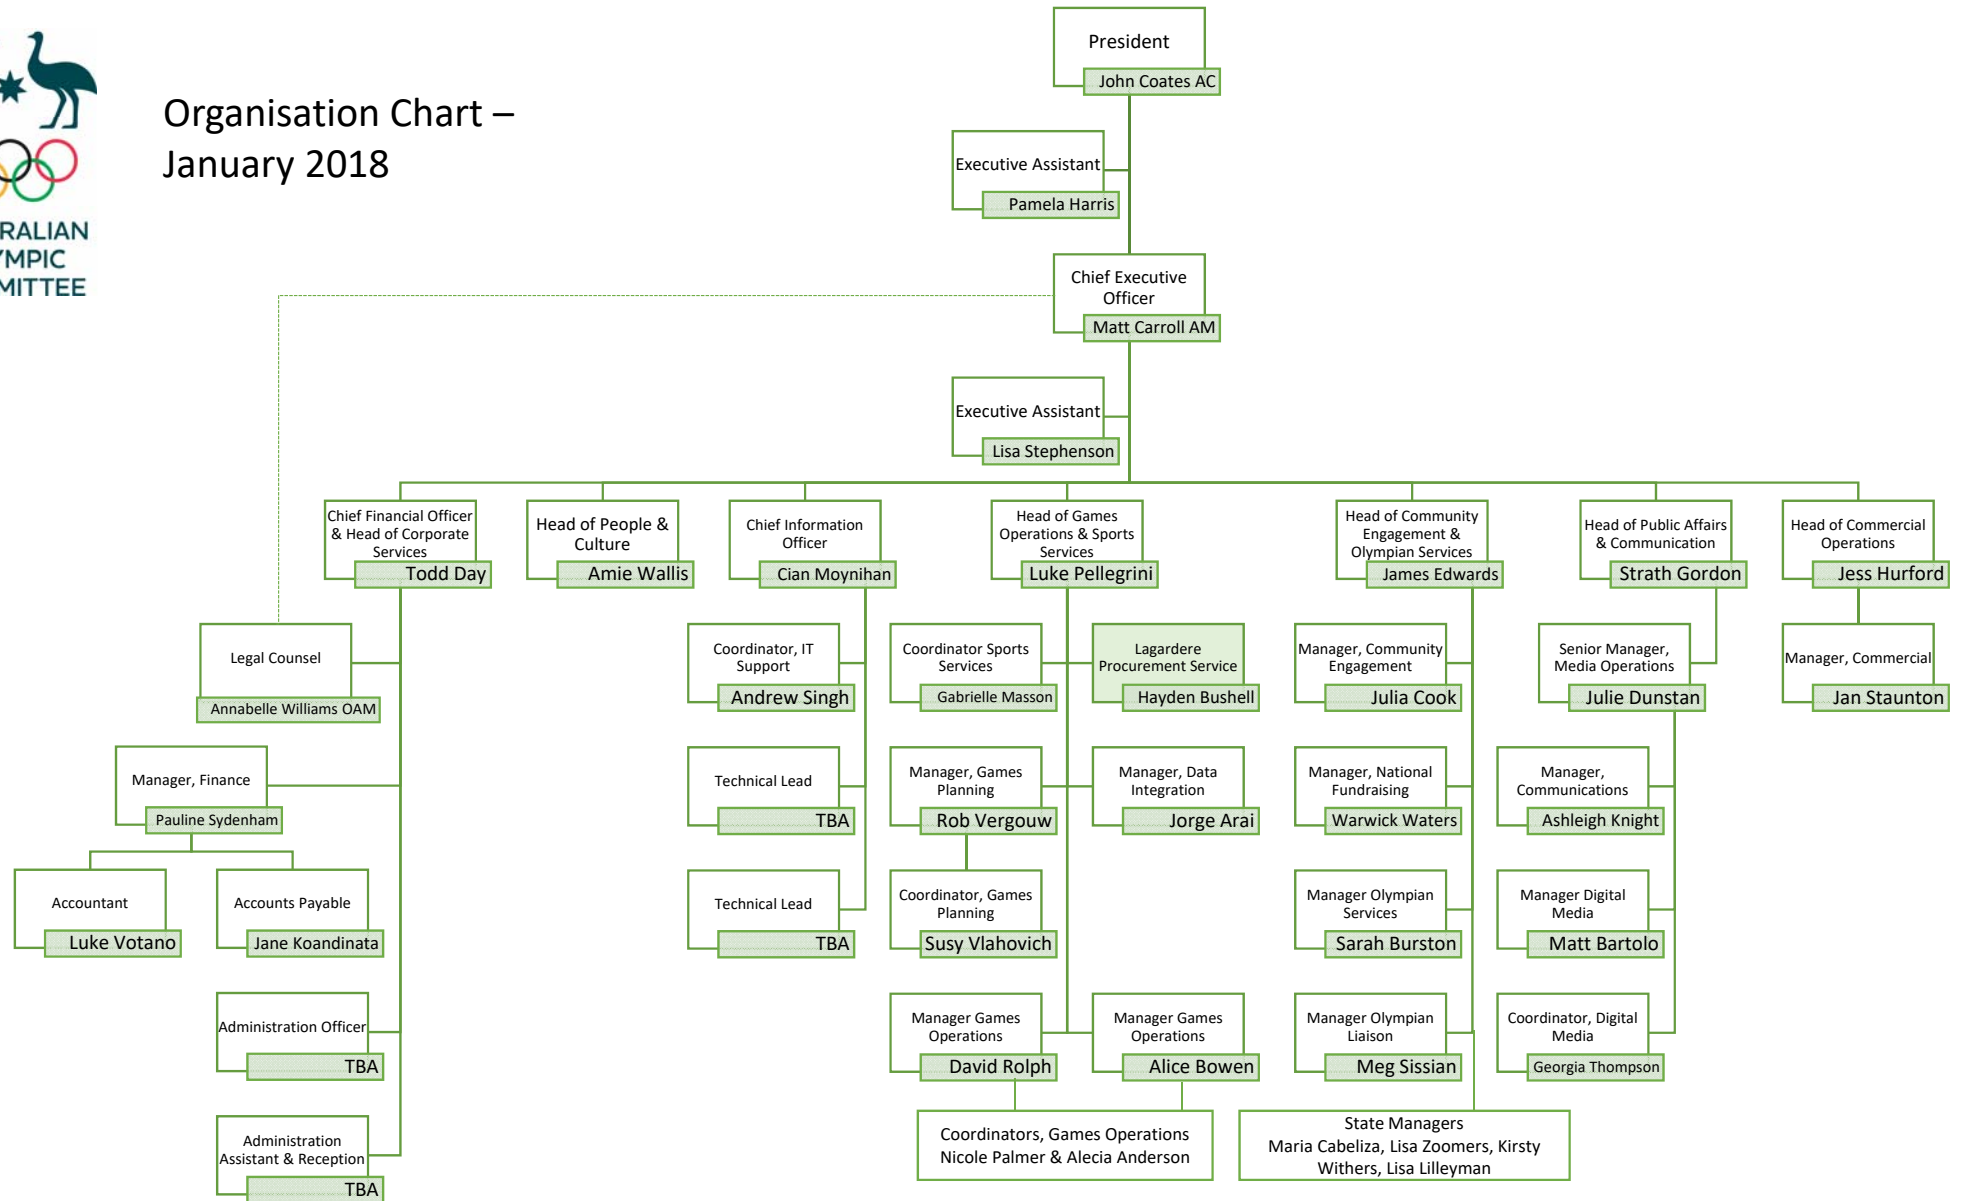 RALIAN
YMPIC
MITTEE
Organisation Chart –
January 2018
President
John Coates AC
Executive Assistant
Pamela Harris
Chief Executive
Officer
Matt Carroll AM
Executive Assistant
Lisa Stephenson
Chief Financial Officer
& Head of Corporate
Services
Todd Day
Head of People &
Culture
Amie Wallis
Chief Information
Officer
Cian Moynihan
Head of Games
Operations & Sports
Services
Luke Pellegrini
Head of Community
Engagement &
Olympian Services
James Edwards
Head of Public Affairs
& Communication
Strath Gordon
Head of Commercial
Operations
Jess Hurford
Legal Counsel
Annabelle Williams OAM
Coordinator, IT
Support
Andrew Singh
Coordinator Sports
Services
Gabrielle Masson
Lagardere
Procurement Service
Hayden Bushell
Manager, Community
Engagement
Julia Cook
Senior Manager,
Media Operations
Julie Dunstan
Manager, Commercial
Jan Staunton
Manager, Finance
Pauline Sydenham
Technical Lead
TBA
Manager, Games
Planning
Rob Vergouw
Manager, Data
Integration
Jorge Arai
Manager, National
Fundraising
Warwick Waters
Manager,
Communications
Ashleigh Knight
Accountant
Luke Votano
Accounts Payable
Jane Koandinata
Technical Lead
TBA
Coordinator, Games
Planning
Susy Vlahovich
Manager Olympian
Services
Sarah Burston
Manager Digital
Media
Matt Bartolo
Administration Officer
TBA
Manager Games
Operations
David Rolph
Manager Games
Operations
Alice Bowen
Manager Olympian
Liaison
Meg Sissian
Coordinator, Digital
Media
Georgia Thompson
Administration
Assistant & Reception
TBA
Coordinators, Games Operations
Nicole Palmer & Alecia Anderson
State Managers
Maria Cabeliza, Lisa Zoomers, Kirsty
Withers, Lisa Lilleyman